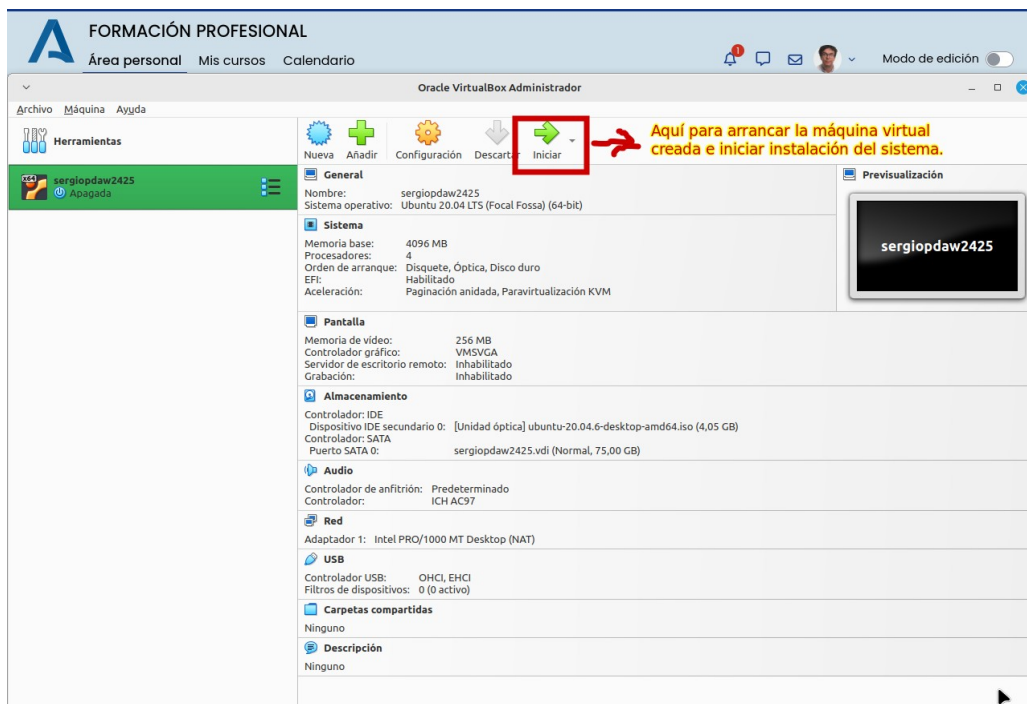 FORMACIÓN PROFESIONAL
Área personal Mis cursos Calendario
Modo de edición
Oracle VirtualBox Administrador
Archivo Máquina Ayuda
Herramientas
Nueva Añadir Configuración Descartar Iniciar
Aquí para arrancar la máquina virtual
creada e iniciar instalación del sistema.
x64
sergiopdaw2425
Apagada
General
Nombre: sergiopdaw2425
Sistema operativo: Ubuntu 20.04 LTS (Focal Fossa) (64-bit)
Previsualización
sergiopdaw2425
Sistema
Memoria base: 4096 MB
Procesadores: 4
Orden de arranque: Disquete, Óptica, Disco duro
EFI: Habilitado
Aceleración: Paginación anidada, Paravirtualización KVM
Pantalla
Memoria de vídeo: 256 MB
Controlador gráfico: VMSVGA
Servidor de escritorio remoto: Inhabilitado
Grabación: Inhabilitado
Almacenamiento
Controlador: IDE
Dispositivo IDE secundario 0: [Unidad óptica] ubuntu-20.04.6-desktop-amd64.iso (4,05 GB)
Controlador: SATA
Puerto SATA 0: sergiopdaw2425.vdi (Normal, 75,00 GB)
Audio
Controlador de anfitrión: Predeterminado
Controlador: ICH AC97
Red
Adaptador 1: Intel PRO/1000 MT Desktop (NAT)
USB
Controlador USB: OHCI, EHCI
Filtros de dispositivos: 0 (0 activo)
Carpetas compartidas
Ninguno
Descripción
Ninguno